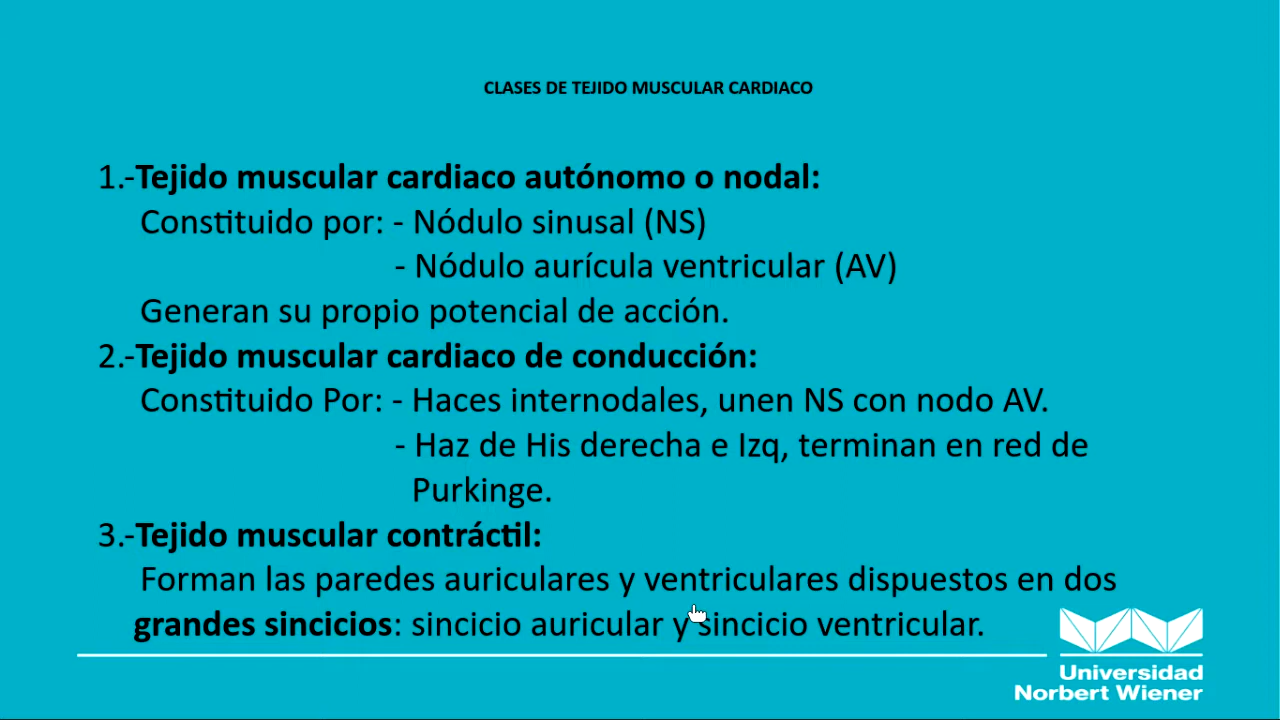 CLASES DE TEJIDO MUSCULAR CARDIACO
1.-Tejido muscular cardiaco autónomo o nodal:
Constituido por: - Nódulo sinusal (NS)
- Nódulo aurícula ventricular (AV)
Generan su propio potencial de acción.
2.-Tejido muscular cardiaco de conducción:
Constituido Por: - Haces internodales, unen NS con nodo AV.
- Haz de His derecha e Izq, terminan en red de
Purkinge.
3.-Tejido muscular contráctil:
Forman las paredes auriculares y ventriculares dispuestos en dos
grandes sincicios: sincicio auricular y sincicio ventricular.
Universidad
Norbert Wiener